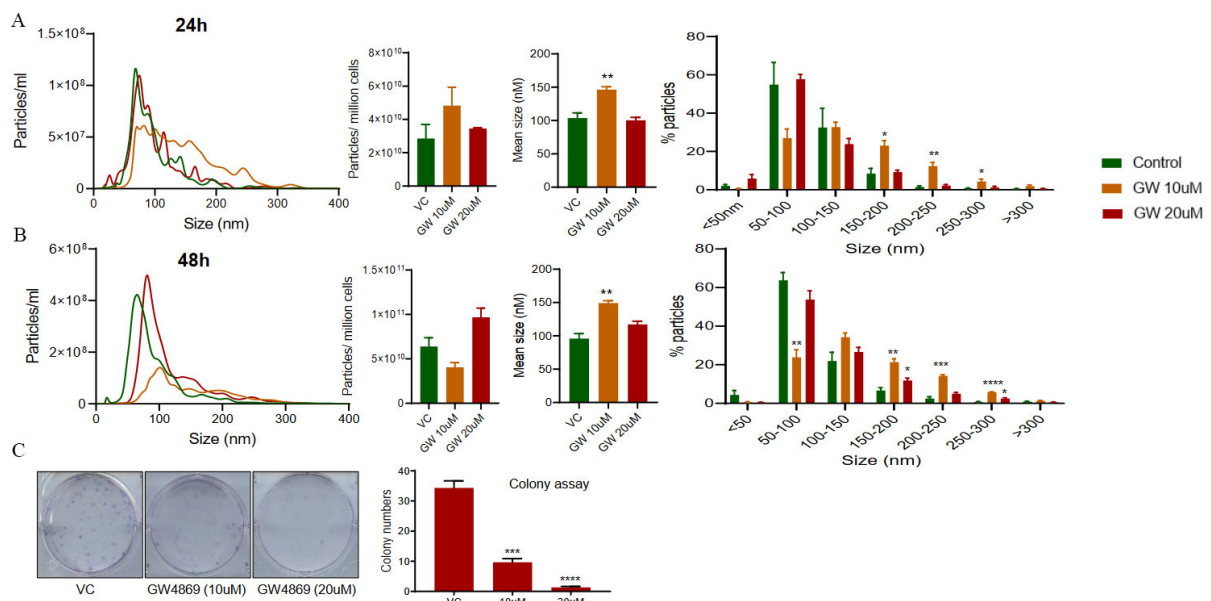 A
24h
Particles/ml
1.5×10⁸
1×10⁸
5×10⁷
0
0 100 200 300 400
Size (nm)
Particles/ million cells
8×10¹⁰
6×10¹⁰
4×10¹⁰
2×10¹⁰
0
VC
GW 10uM
GW 20uM
Mean size (nM)
200
150
100
50
0
**
VC
GW 10uM
GW 20uM
% particles
80
60
40
20
0
*
**
*
<50nm
50-100
100-150
150-200
200-250
250-300
>300
Size (nm)
Control
GW 10uM
GW 20uM
B
48h
Particles/ml
6×10⁸
4×10⁸
2×10⁸
0
0 100 200 300 400
Size (nm)
Particles/ million cells
1.5×10¹¹
1.0×10¹¹
5.0×10¹⁰
0
VC
GW 10uM
GW 20uM
Mean size (nM)
200
150
100
50
0
**
VC
GW 10uM
GW 20uM
% particles
80
60
40
20
0
**
**
*
***
****
*
<50
50-100
100-150
150-200
200-250
250-300
>300
Size (nm)
C
VC
GW4869 (10uM)
GW4869 (20uM)
Colony assay
Colony numbers
40
30
20
10
0
***
****